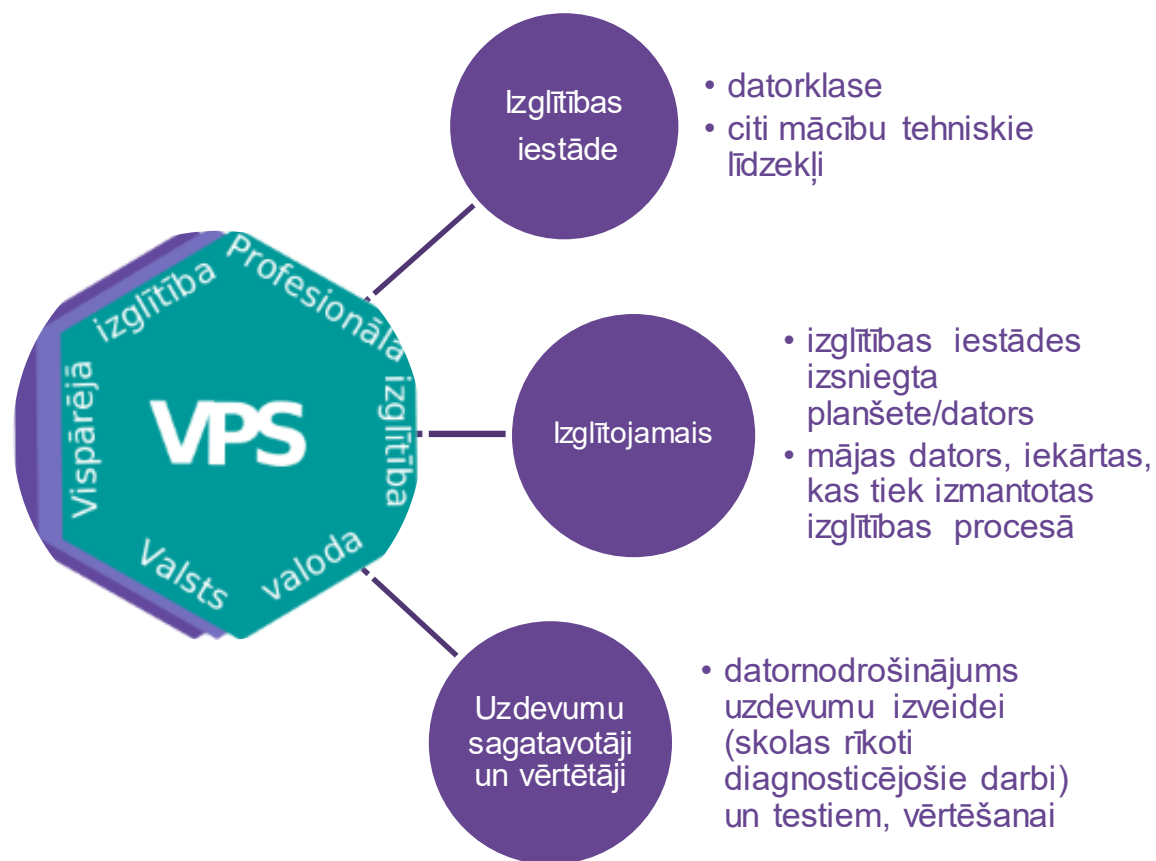 Izglītības
iestāde
• datorklase
• citi mācību tehniskie
līdzekļi
Vispārējā izglītība
Profesionālā izglītība
Valsts valoda
VPS
Izglītojamais
• izglītības iestādes
izsniegta
planšete/dators
• mājas dators, iekārtas,
kas tiek izmantotas
izglītības procesā
Uzdevumu
sagatavotāji
un vērtētāji
• datornodrošinājums
uzdevumu izveidei
(skolas rīkoti
diagnosticējošie darbi)
un testiem, vērtēšanai